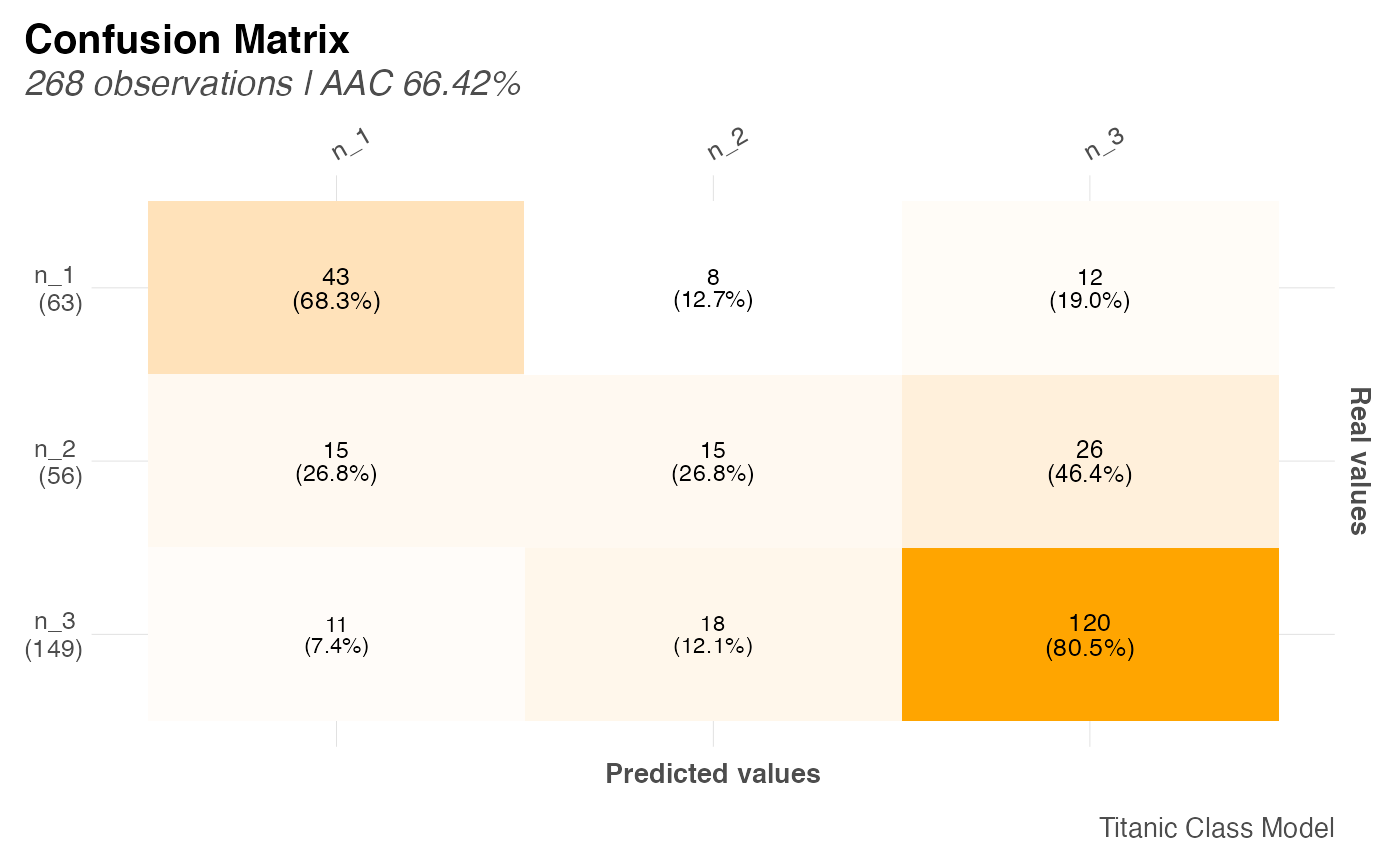 Confusion Matrix
268 observations | AAC 66.42%
n_1
n_2
n_3
n_1
(63)
43
(68.3%)
8
(12.7%)
12
(19.0%)
n_2
(56)
15
(26.8%)
15
(26.8%)
26
(46.4%)
n_3
(149)
11
(7.4%)
18
(12.1%)
120
(80.5%)
Real values
Predicted values
Titanic Class Model